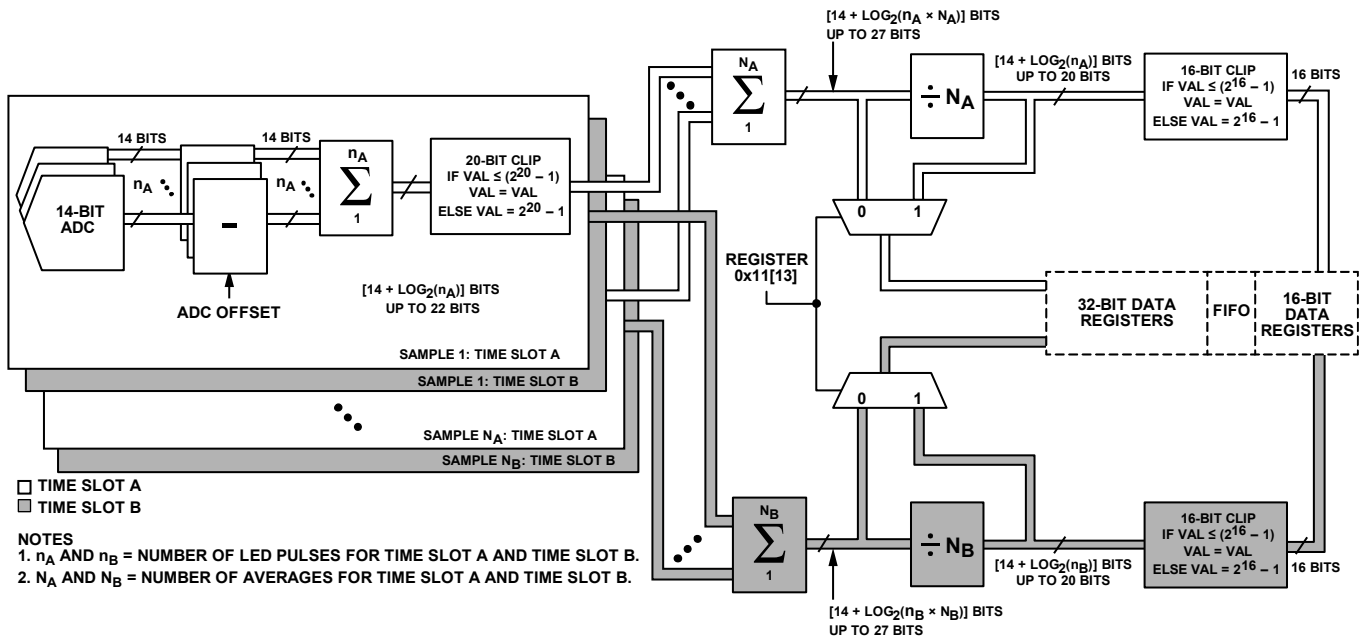 [14 + LOG2(nA × NA)] BITS
UP TO 27 BITS
[14 + LOG2(nA)] BITS
UP TO 20 BITS
NA
∑
1
÷ NA
16-BIT CLIP
IF VAL ≤ (2^16 – 1)
VAL = VAL
ELSE VAL = 2^16 – 1
16 BITS
14 BITS
14 BITS
nA
nA
14-BIT
ADC
–
ADC OFFSET
nA
∑
1
20-BIT CLIP
IF VAL ≤ (2^20 – 1)
VAL = VAL
ELSE VAL = 2^20 – 1
[14 + LOG2(nA)] BITS
UP TO 22 BITS
SAMPLE 1: TIME SLOT A
SAMPLE 1: TIME SLOT B
SAMPLE NA: TIME SLOT A
SAMPLE NB: TIME SLOT B
0 1
REGISTER
0x11[13]
32-BIT DATA
REGISTERS
FIFO
16-BIT
DATA
REGISTERS
0 1
TIME SLOT A
TIME SLOT B
NOTES
1. nA AND nB = NUMBER OF LED PULSES FOR TIME SLOT A AND TIME SLOT B.
2. NA AND NB = NUMBER OF AVERAGES FOR TIME SLOT A AND TIME SLOT B.
NB
∑
1
÷ NB
16-BIT CLIP
IF VAL ≤ (2^16 – 1)
VAL = VAL
ELSE VAL = 2^16 – 1
16 BITS
[14 + LOG2(nB)] BITS
UP TO 20 BITS
[14 + LOG2(nB × NB)] BITS
UP TO 27 BITS